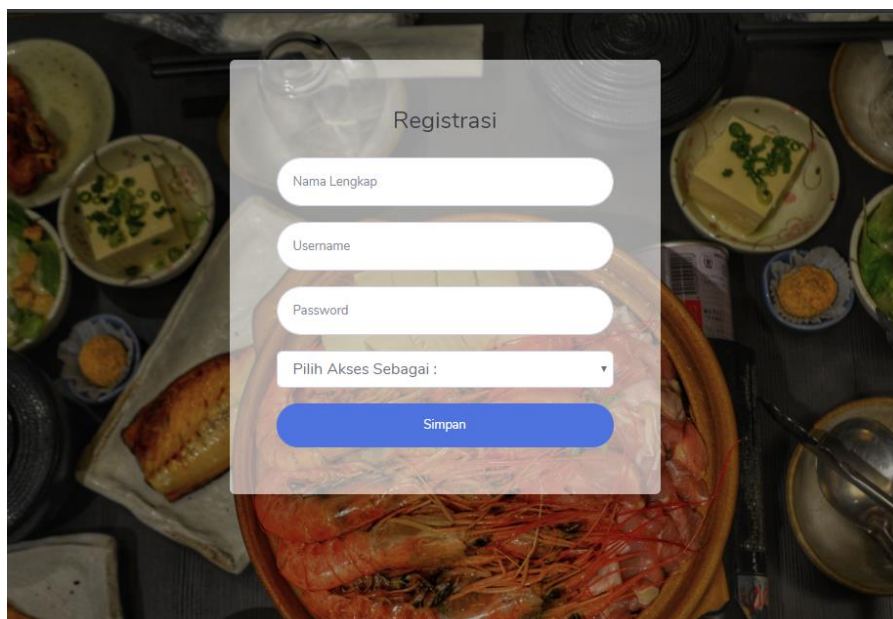 Registrasi
Nama Lengkap
Username
Password
Pilih Akses Sebagai :
Simpan